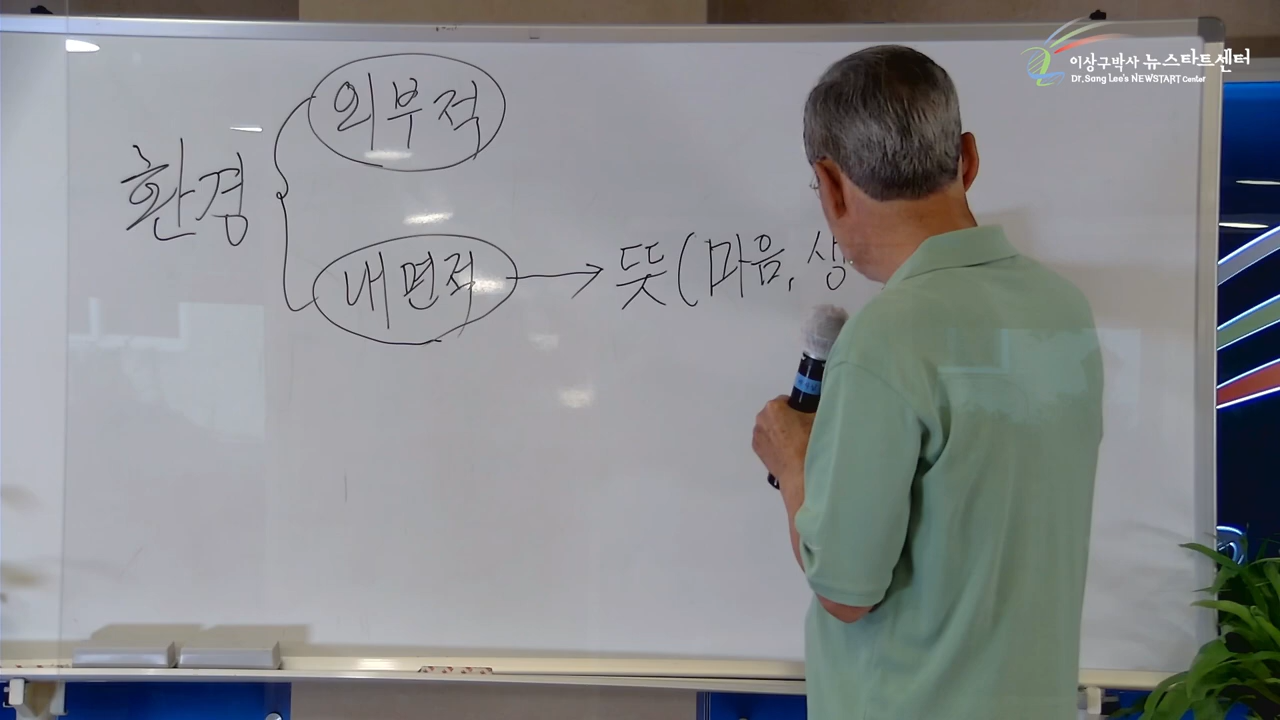 이상구박사 뉴스타트센터
Dr. Sang Lee's NEWSTART Center
외부적
환경
내면적 → 뜻(마음, 생